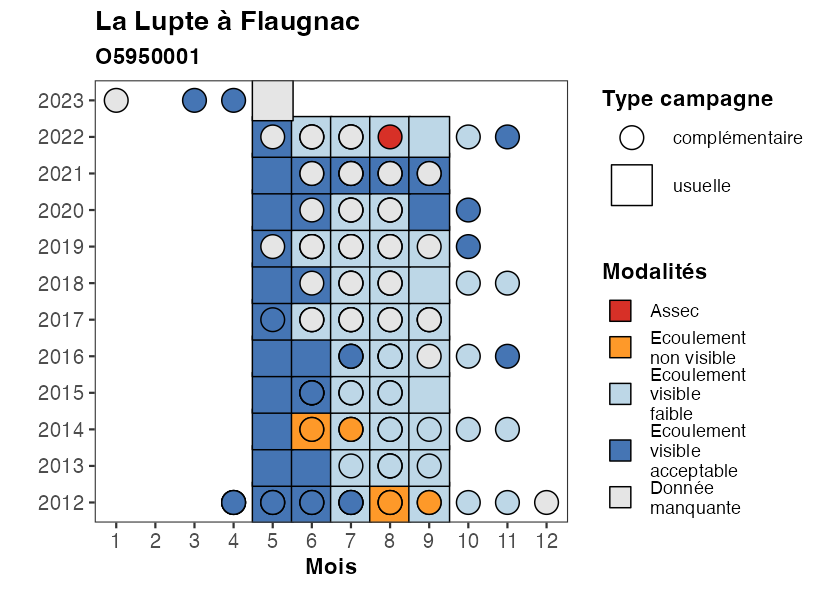 La Lupte à Flaugnac
O5950001
2023
2022
2021
2020
2019
2018
2017
2016
2015
2014
2013
2012
1 2 3 4 5 6 7 8 9 10 11 12
Mois
Type campagne
complémentaire
usuelle
Modalités
Assec
Ecoulement
non visible
Ecoulement
visible
faible
Ecoulement
visible
acceptable
Donnée
manquante